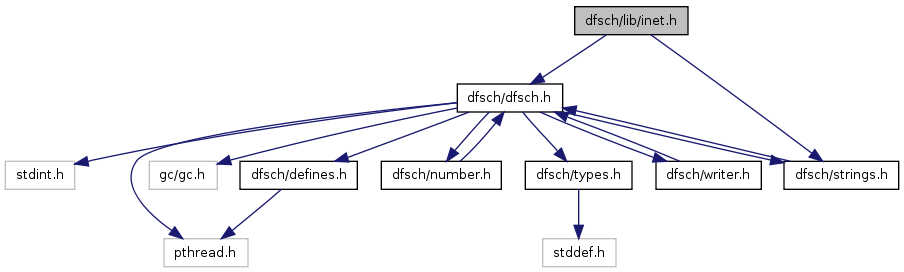 dfsch/lib/inet.h
dfsch/dfsch.h
stdint.h
gc/gc.h
dfsch/defines.h
dfsch/number.h
dfsch/types.h
dfsch/writer.h
dfsch/strings.h
pthread.h
stddef.h